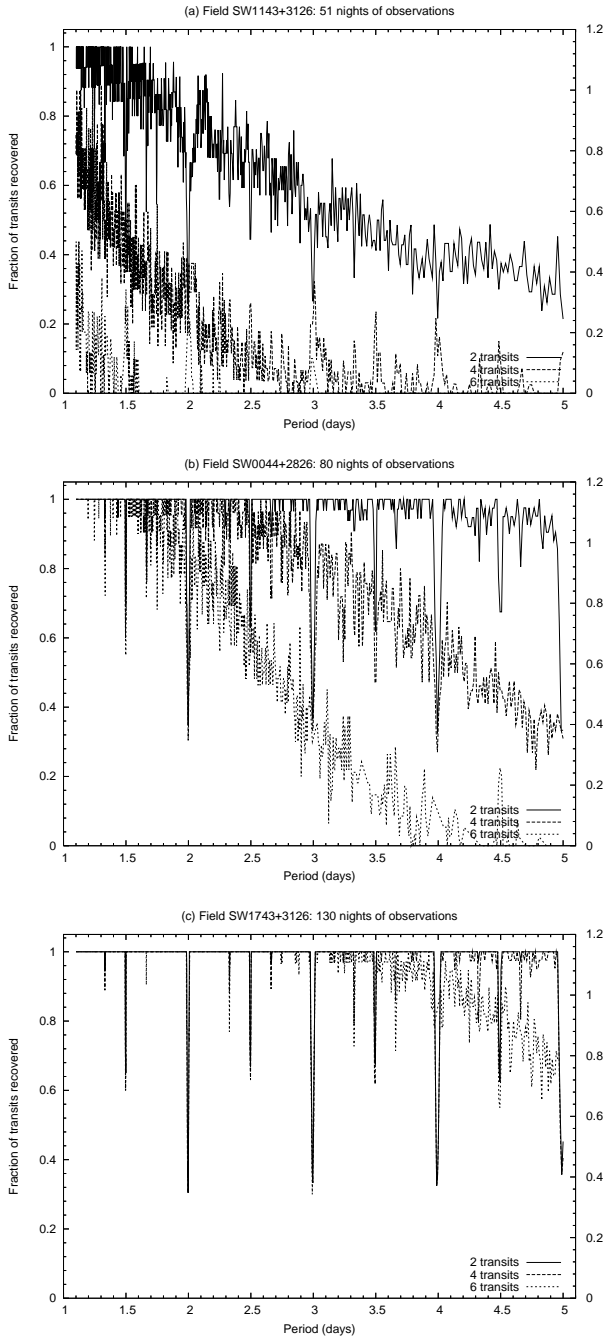 (a) Field SW1143+3126: 51 nights of observations
1.2
1
1
0.8
0.8
0.6
0.6
0.4
0.4
0.2
0.2
0
0
Fraction of transits recovered
2 transits
4 transits
6 transits
1 1.5 2 2.5 3 3.5 4 4.5 5
Period (days)
(b) Field SW0044+2826: 80 nights of observations
1.2
1
1
0.8
0.8
0.6
0.6
0.4
0.4
0.2
0.2
0
0
Fraction of transits recovered
2 transits
4 transits
6 transits
1 1.5 2 2.5 3 3.5 4 4.5 5
Period (days)
(c) Field SW1743+3126: 130 nights of observations
1.2
1
1
0.8
0.8
0.6
0.6
0.4
0.4
0.2
0.2
0
0
Fraction of transits recovered
2 transits
4 transits
6 transits
1 1.5 2 2.5 3 3.5 4 4.5 5
Period (days)